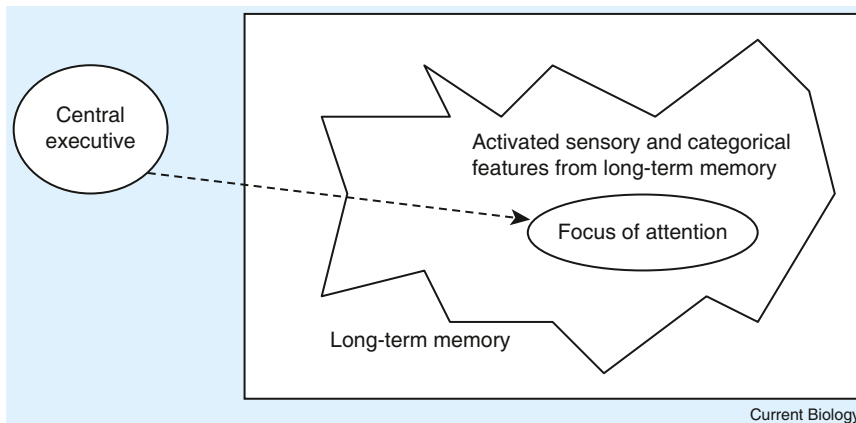 Central
executive
Activated sensory and categorical
features from long-term memory
Focus of attention
Long-term memory
Current Biology